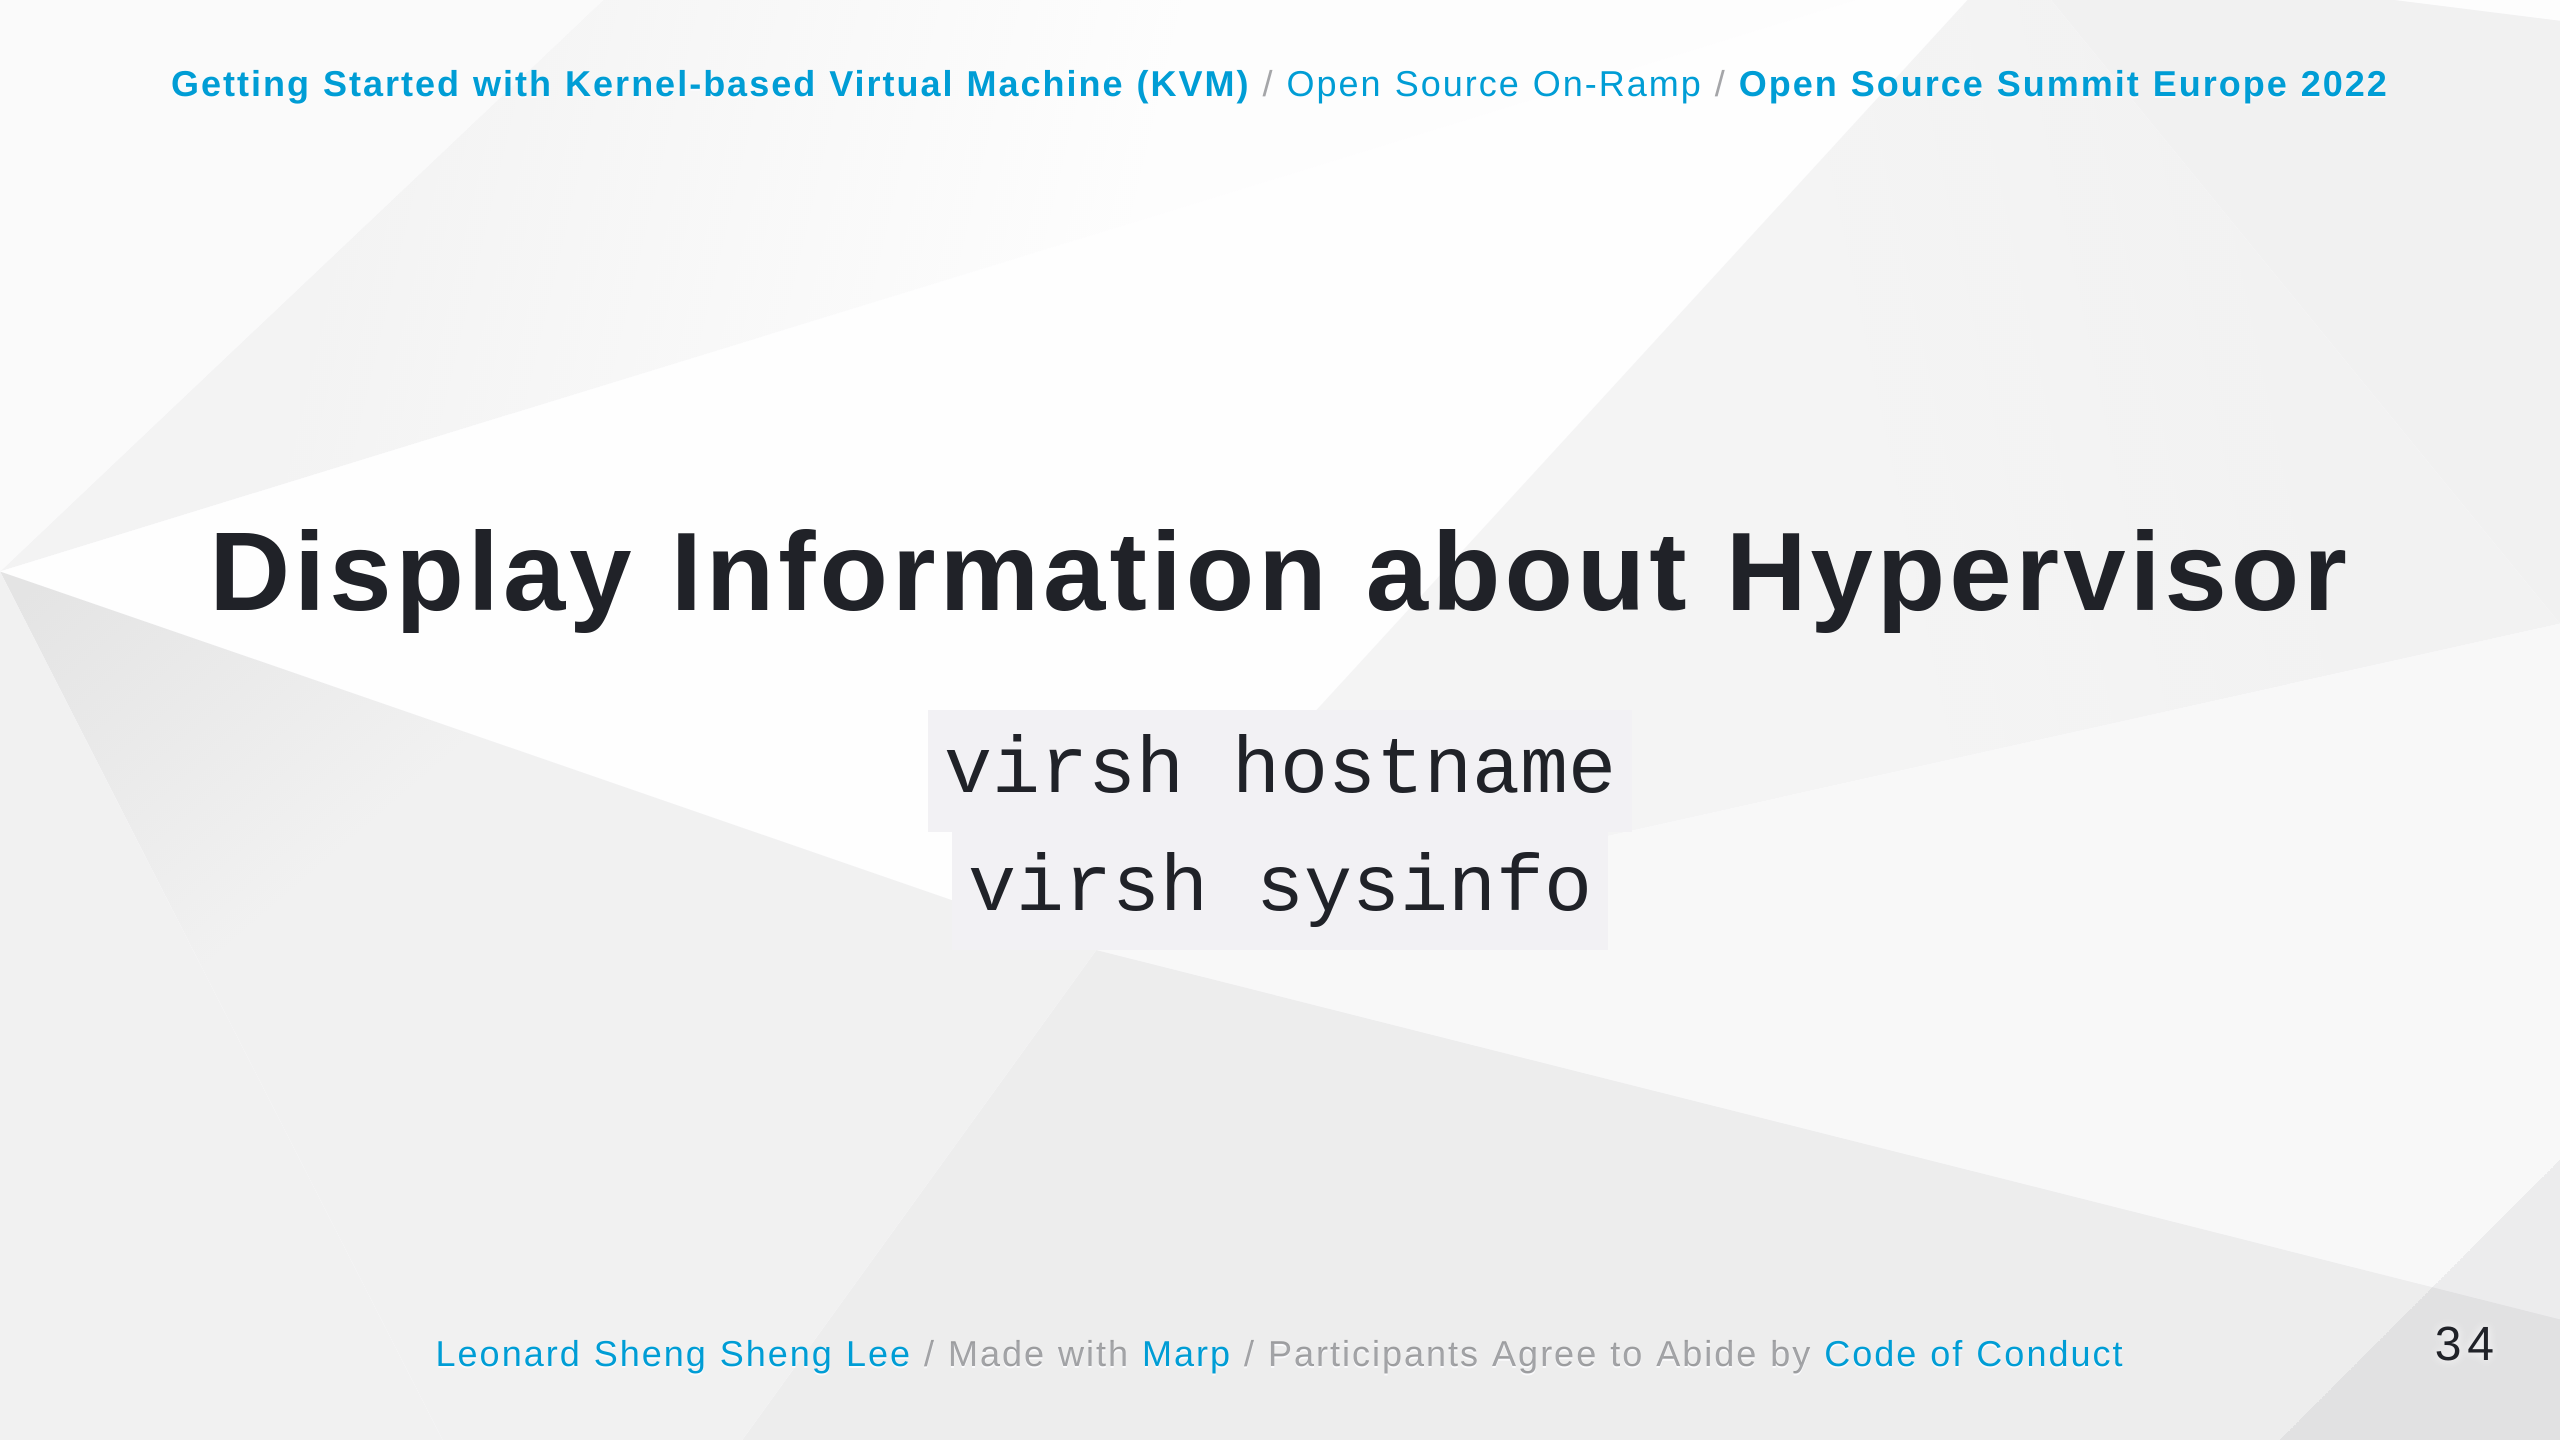 Getting Started with Kernel-based Virtual Machine (KVM) / Open Source On-Ramp / Open Source Summit Europe 2022
Display Information about Hypervisor
virsh hostname
virsh sysinfo
Leonard Sheng Sheng Lee / Made with Marp / Participants Agree to Abide by Code of Conduct
34